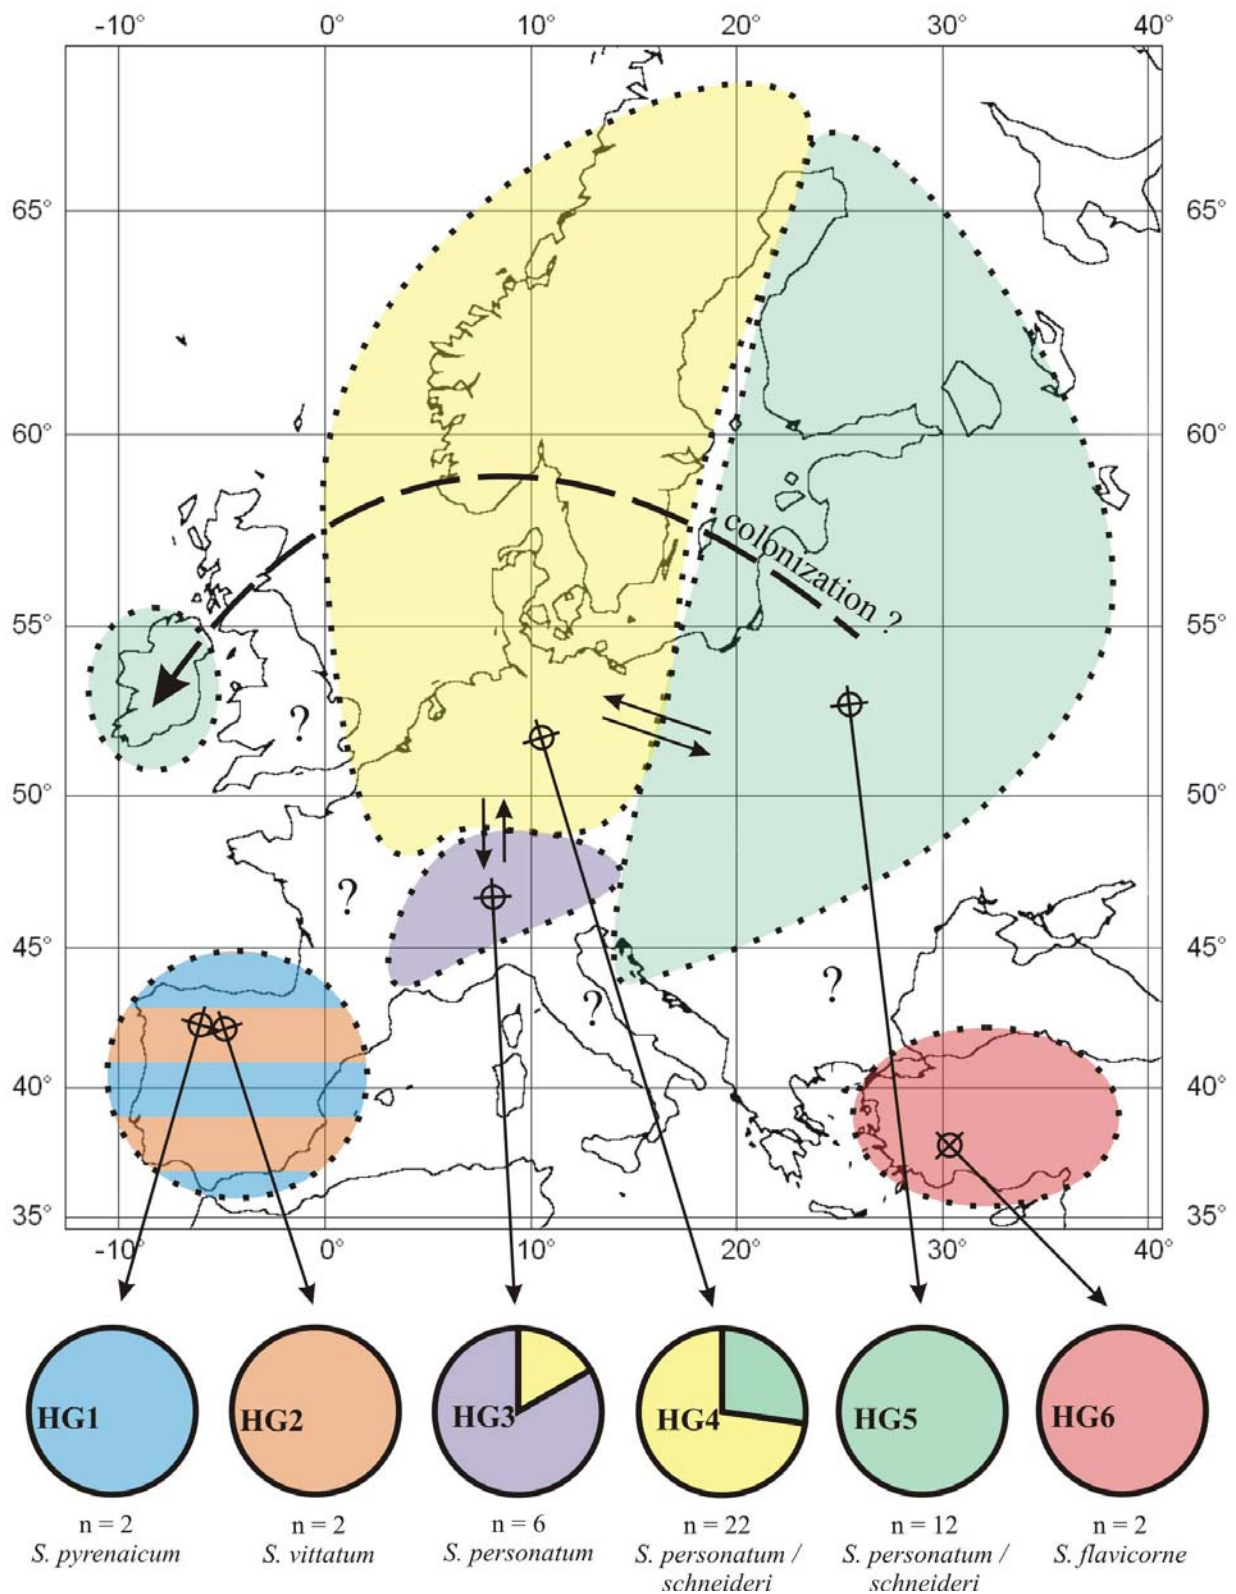 -10° 0° 10° 20° 30° 40°
65° 65°
60° 60°
colonization ?
55° 55°
?
50° 50°
?
45° 45°
?
?
40° 40°
35° 35°
-10° 0° 10° 20° 30° 40°
HG1 HG2 HG3 HG4 HG5 HG6
n = 2 n = 2 n = 6 n = 22 n = 12 n = 2
S. pyrenaicum S. vittatum S. personatum S. personatum / S. personatum / S. flavicorne
schneideri schneideri